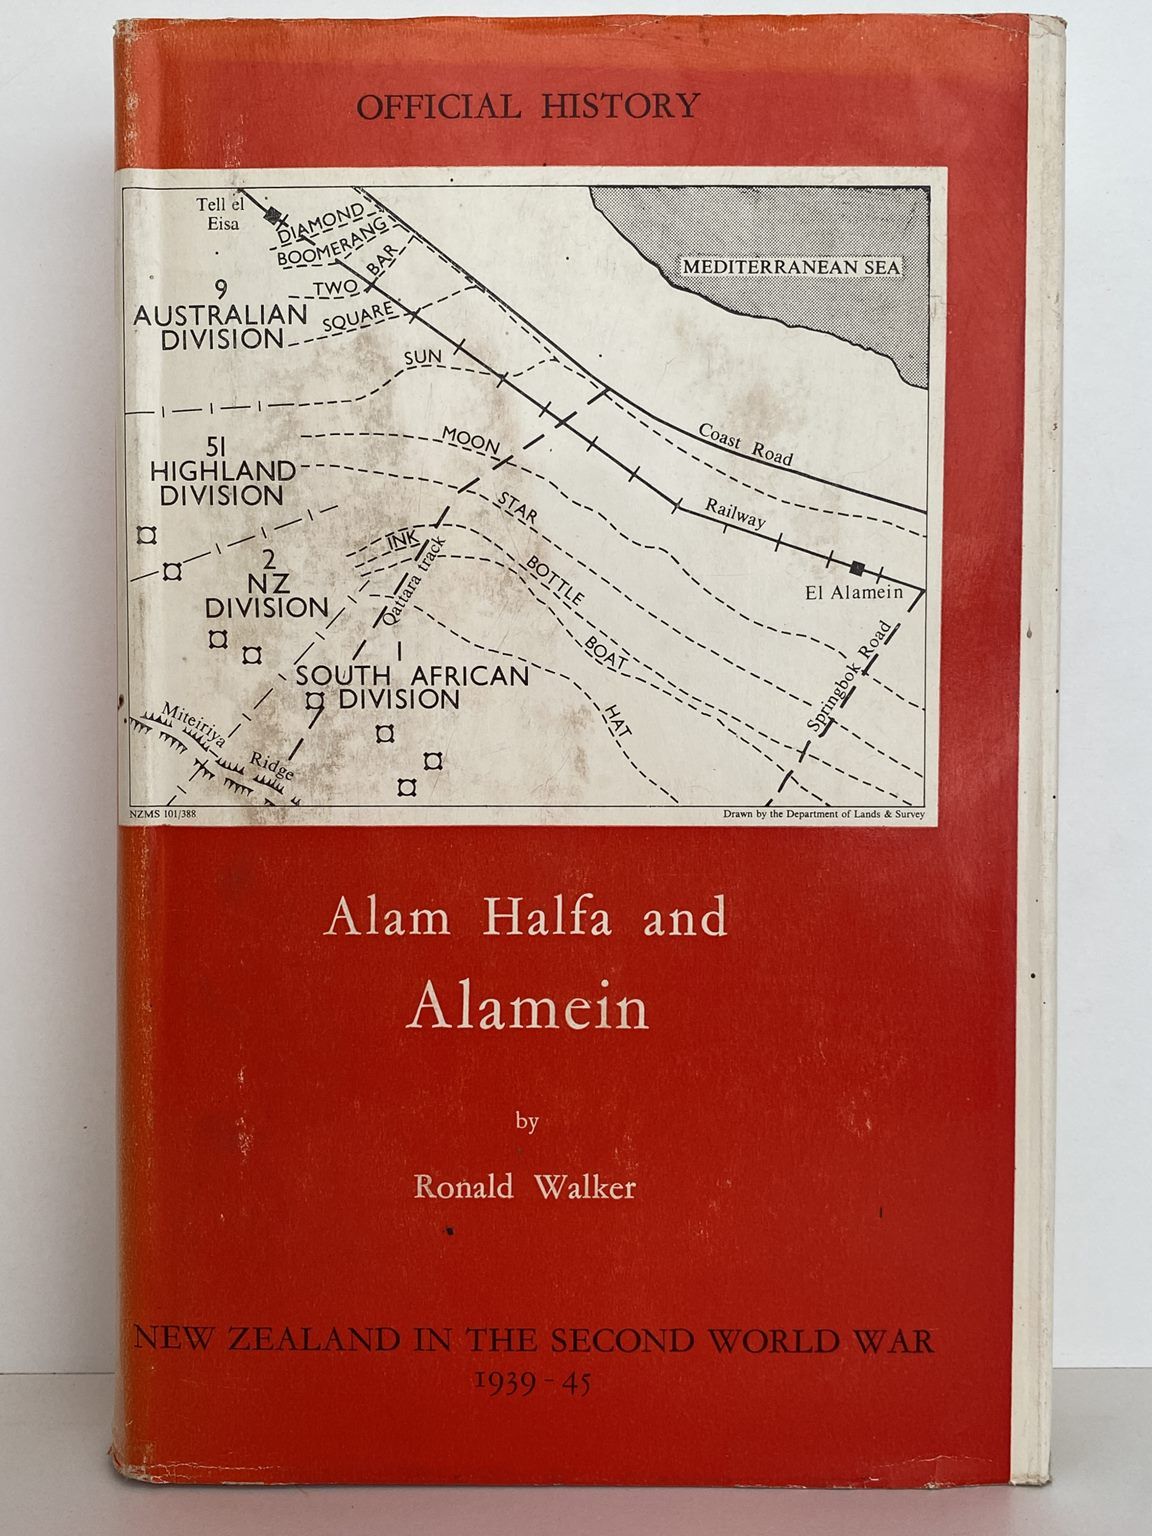 OFFICIAL HISTORY
Tell el
Eisa
DIAMOND
BOOMERANG
TWO BAR
SQUARE
SUN
MEDITERRANEAN SEA
9
AUSTRALIAN
DIVISION
MOON
Coast Road
51
HIGHLAND
DIVISION
STAR
Railway
INK
Qattara track
BOTTLE
El Alamein
2
NZ
DIVISION
BOAT
Springbok Road
1
SOUTH AFRICAN
DIVISION
HAT
Miteiriya
Ridge
NZMS 101/388
Drawn by the Department of Lands & Survey
Alam Halfa and
Alamein
by
Ronald Walker
NEW ZEALAND IN THE SECOND WORLD WAR
1939 - 45